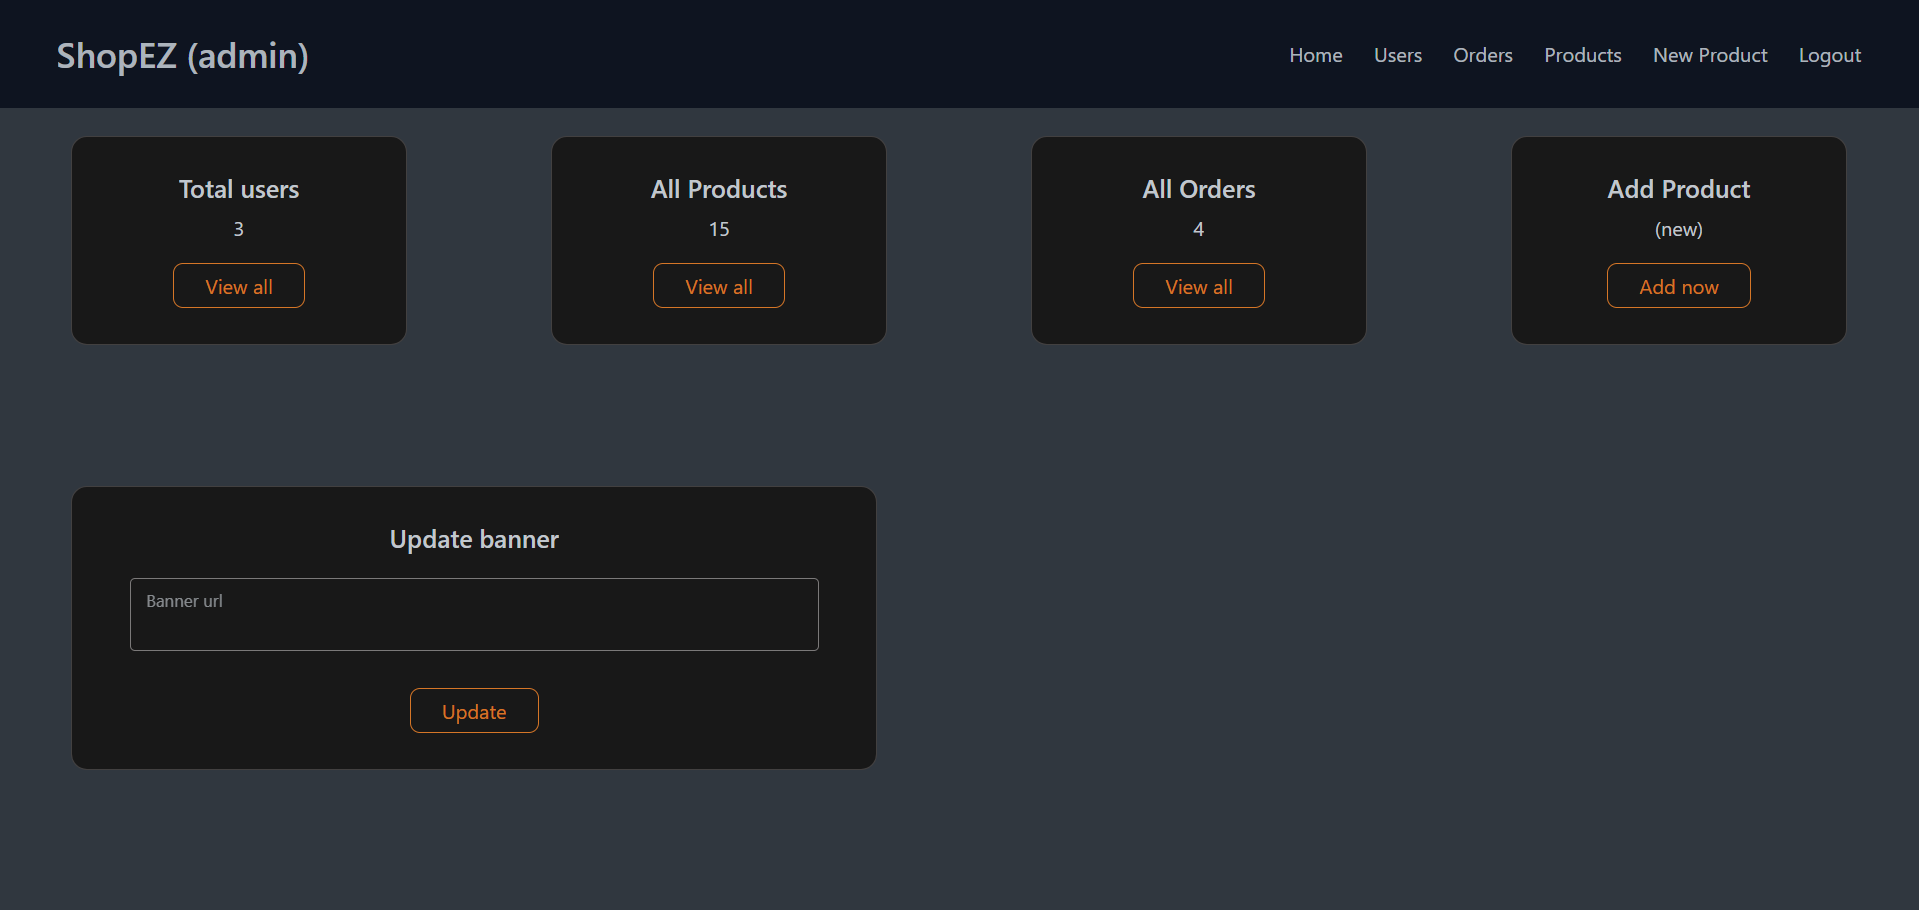 ShopEZ (admin)
Home Users Orders Products New Product Logout
Total users
3
View all
All Products
15
View all
All Orders
4
View all
Add Product
(new)
Add now
Update banner
Banner url
Update